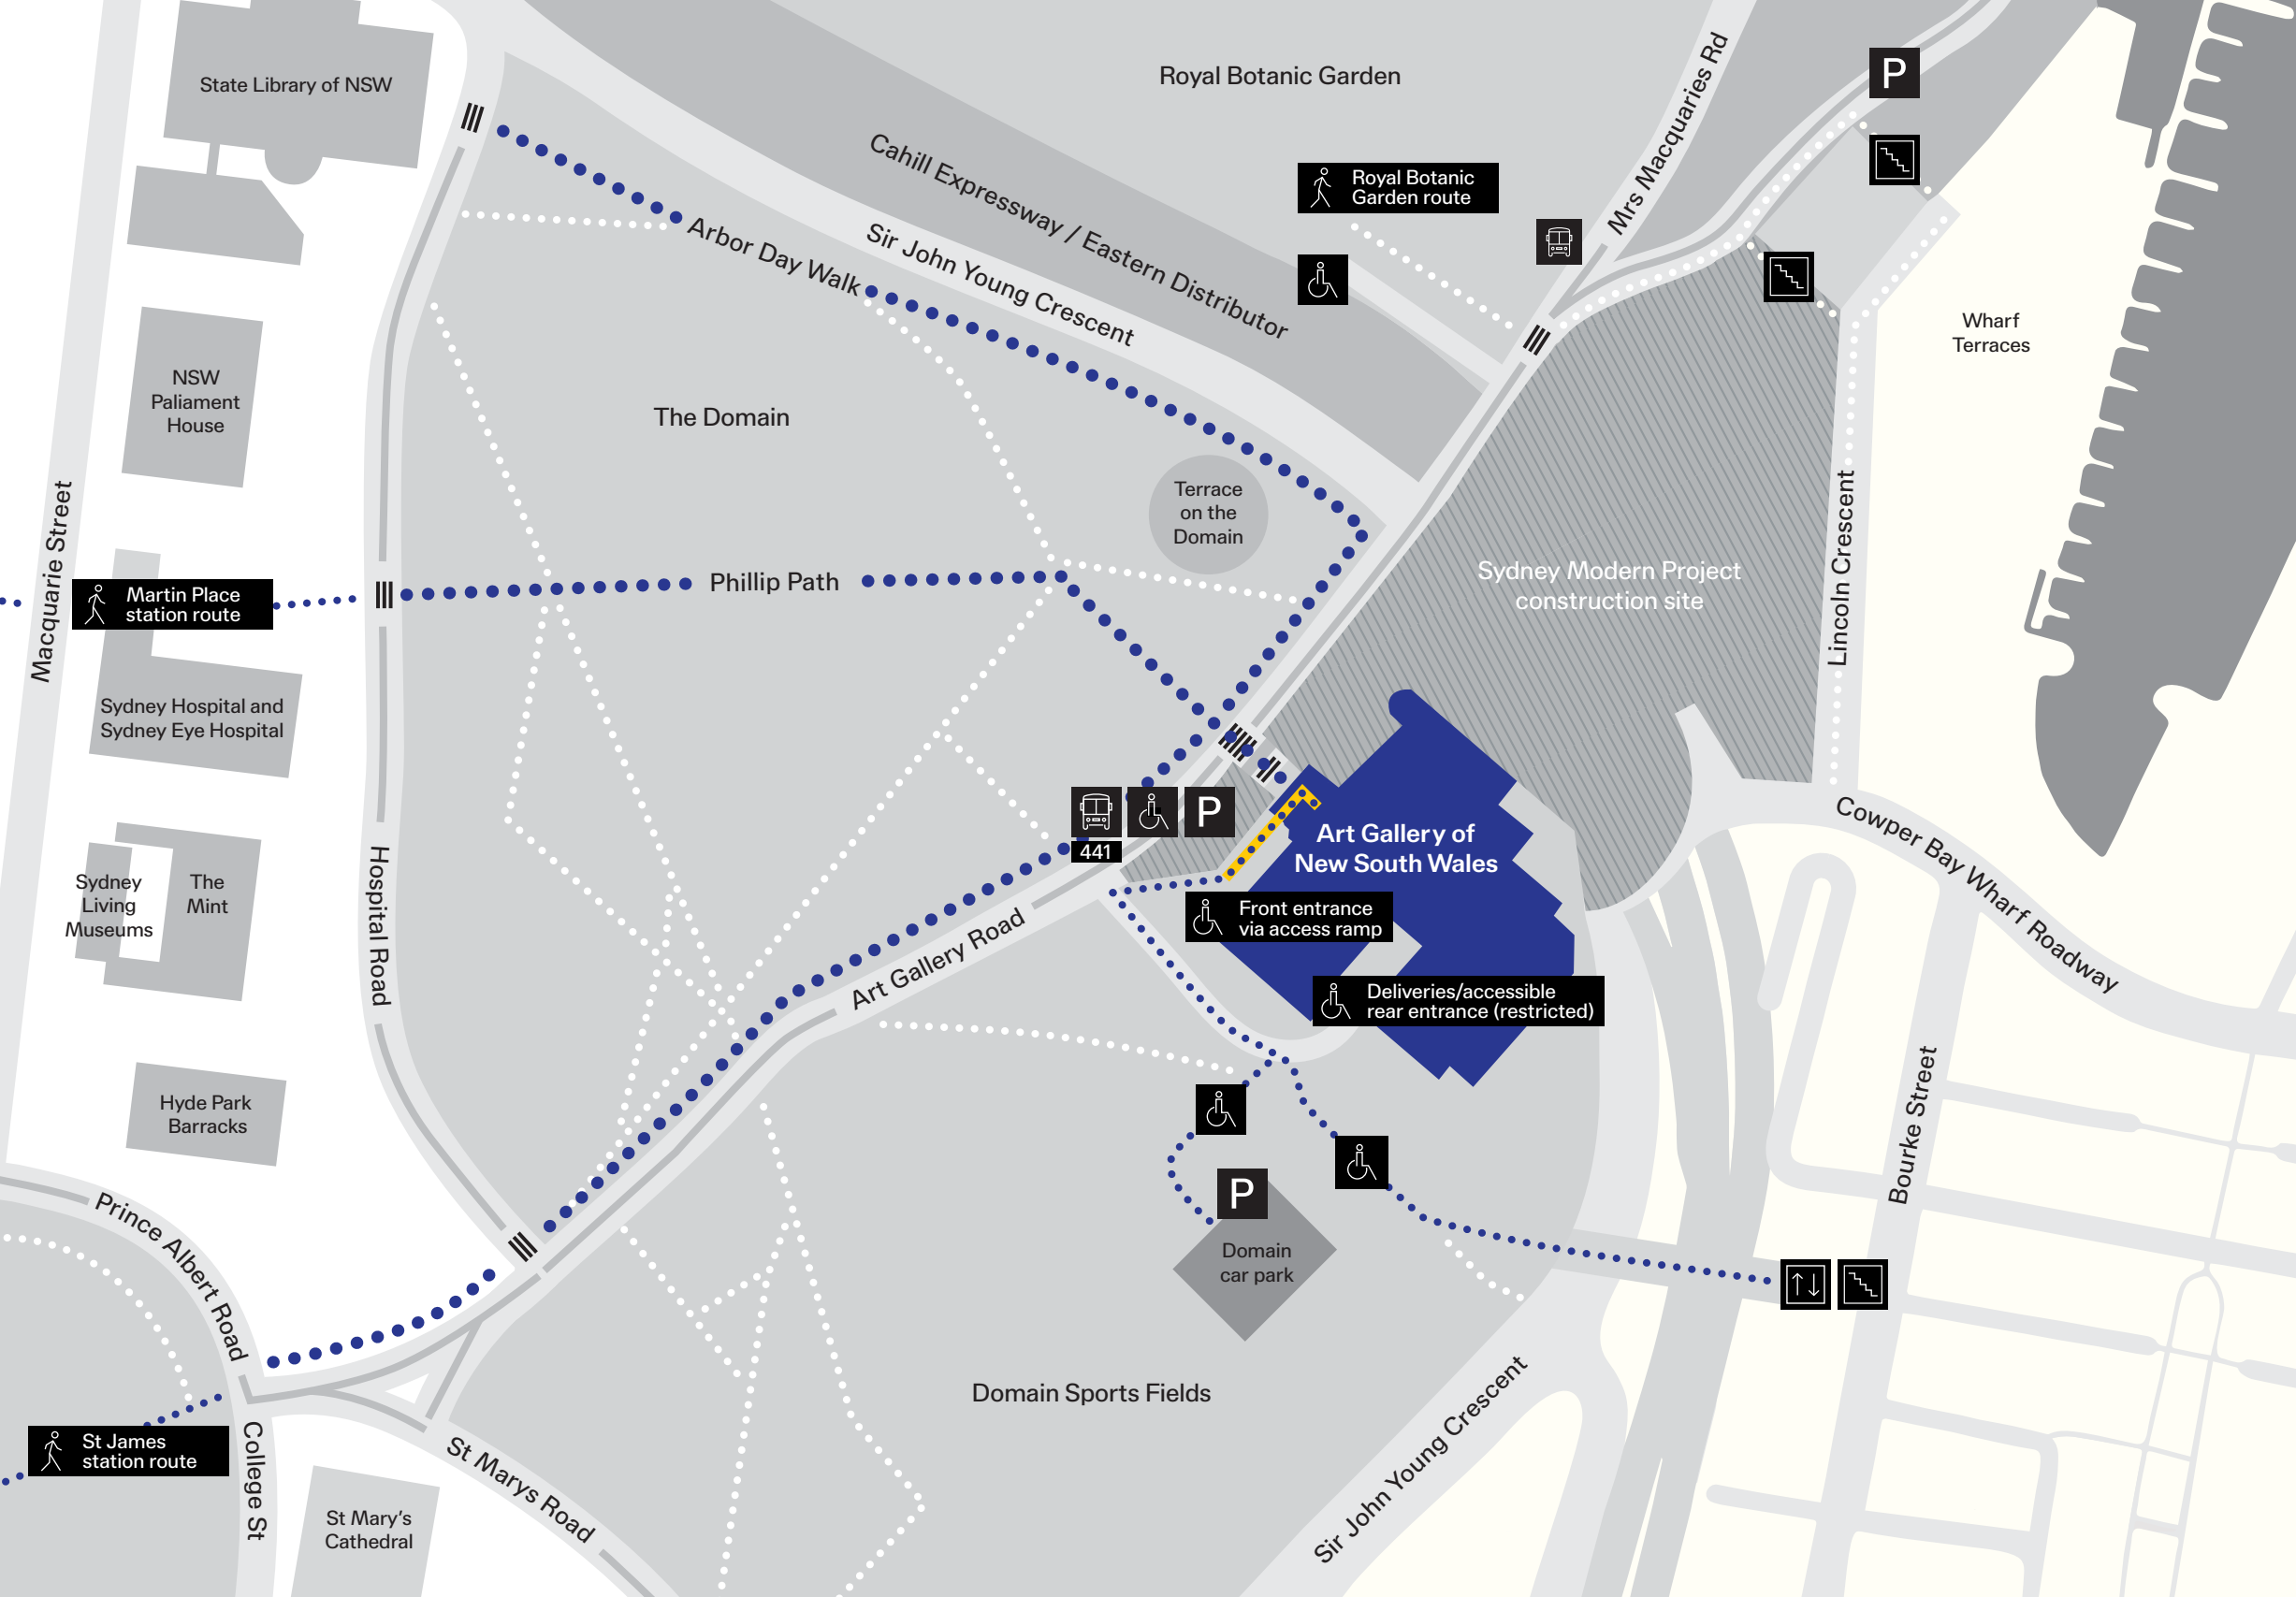 State Library of NSW
Royal Botanic Garden
Mrs Macquaries Rd
P
Cahill Expressway / Eastern Distributor
Royal Botanic
Garden route
Arbor Day Walk
Sir John Young Crescent
Wharf
Terraces
NSW
Paliament
House
The Domain
Terrace
on the
Domain
Macquarie Street
Martin Place
station route
Phillip Path
Sydney Modern Project
construction site
Lincoln Crescent
Sydney Hospital and
Sydney Eye Hospital
P
441
Art Gallery of
New South Wales
Cowper Bay Wharf Roadway
Sydney
Living
Museums
The
Mint
Hospital Road
Art Gallery Road
Front entrance
via access ramp
Deliveries/accessible
rear entrance (restricted)
Hyde Park
Barracks
Bourke Street
Prince Albert Road
P
Domain
car park
Domain Sports Fields
Sir John Young Crescent
St James
station route
College St
St Marys Road
St Mary's
Cathedral